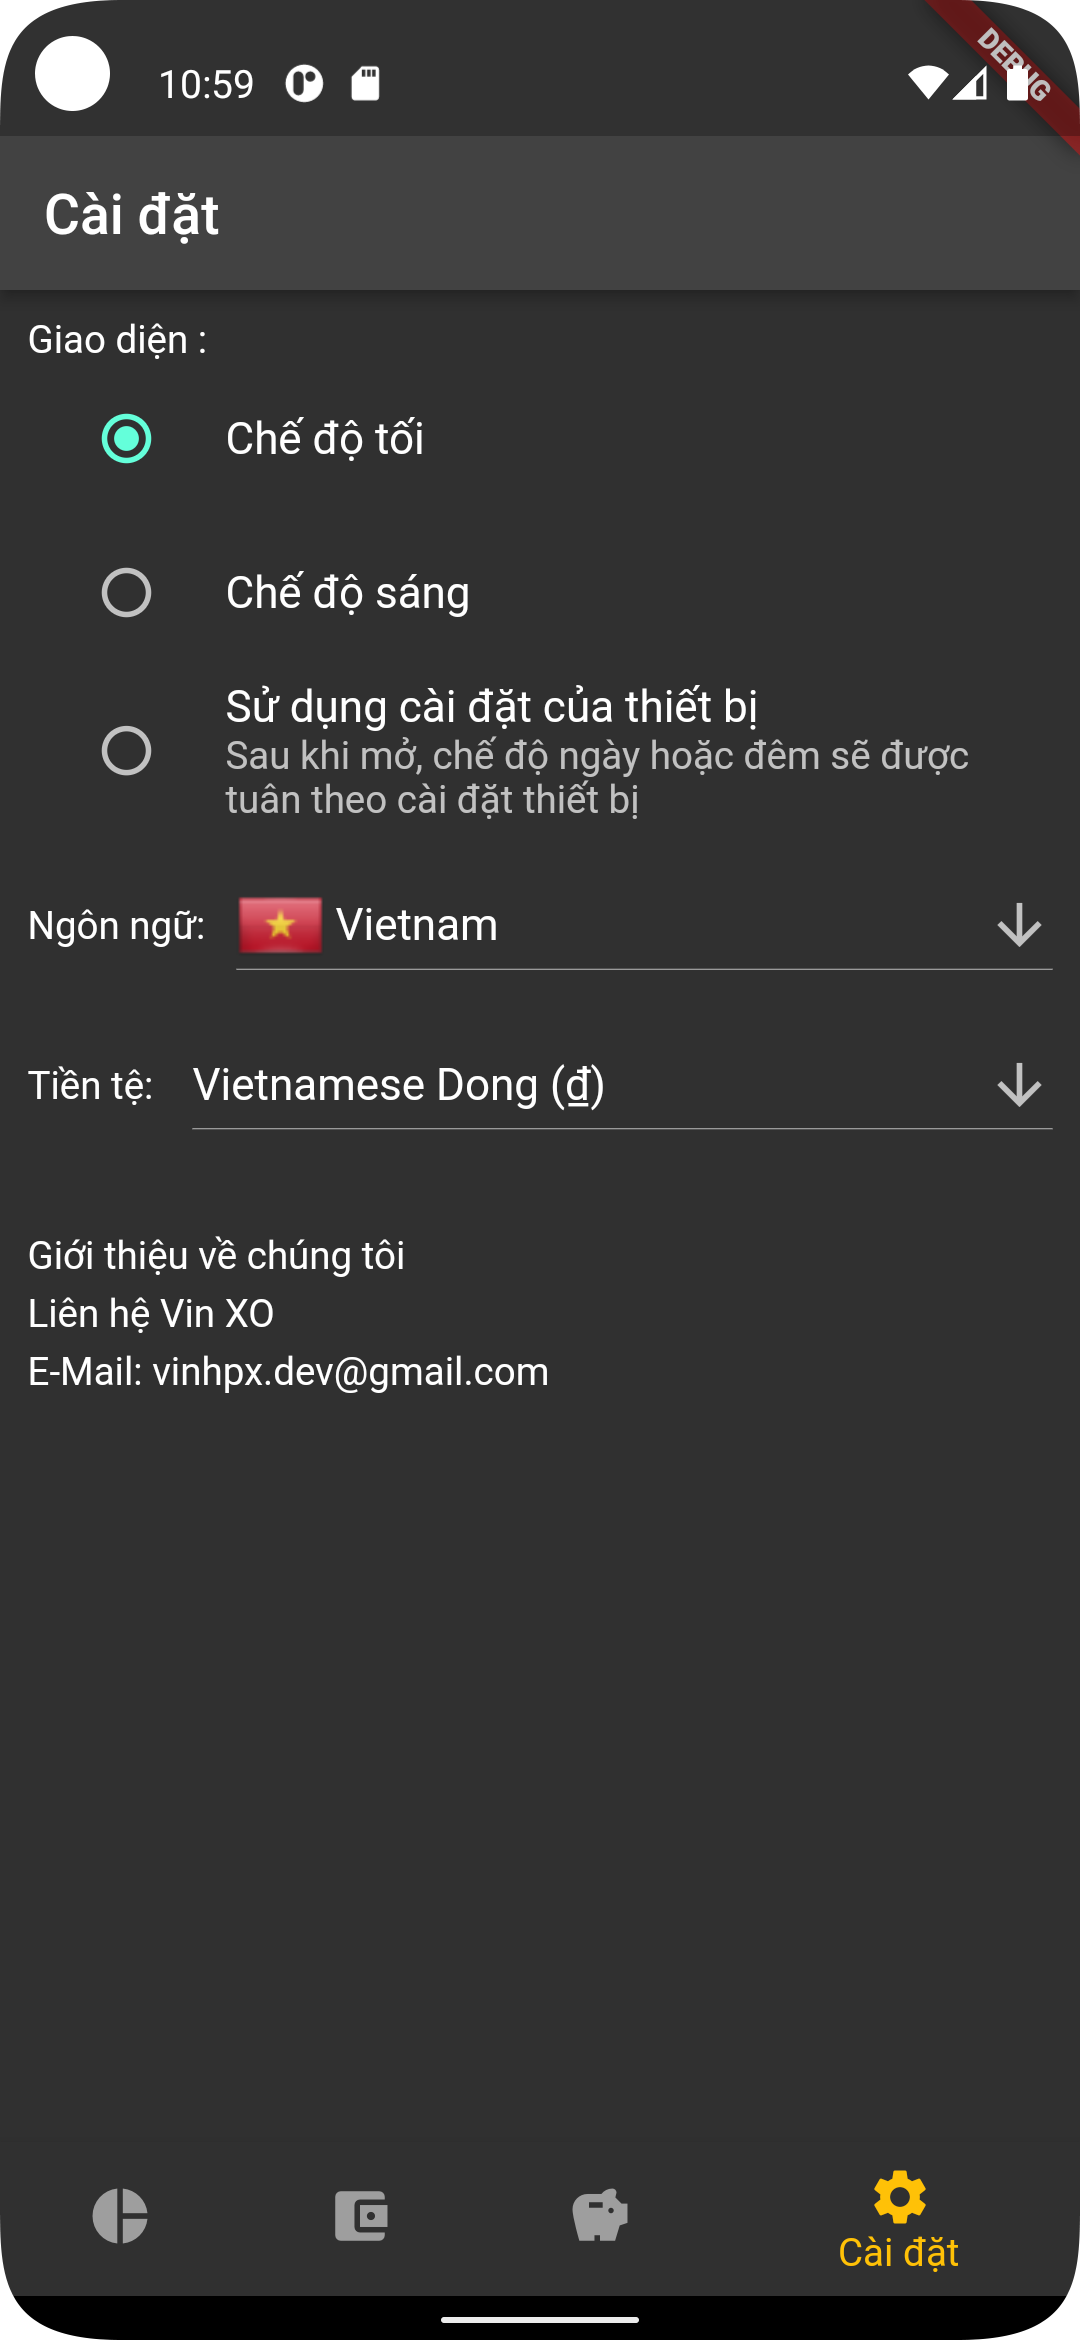 10:59
DEBUG
Cài đặt
Giao diện :
Chế độ tối
Chế độ sáng
Sử dụng cài đặt của thiết bị
Sau khi mở, chế độ ngày hoặc đêm sẽ được
tuân theo cài đặt thiết bị
Ngôn ngữ: Vietnam
Tiền tệ: Vietnamese Dong (₫)
Giới thiệu về chúng tôi
Liên hệ Vin XO
E-Mail: vinhpx.dev@gmail.com
Cài đặt